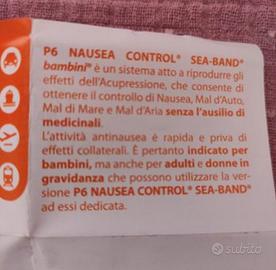 P6 NAUSEA CONTROL® SEA-BAND®
bambini® è un sistema atto a riprodurre gli
effetti dell'Acupressione, che consente di
ottenere il controllo di Nausea, Mal d'Auto,
Mal di Mare e Mal d'Aria senza l'ausilio di
medicinali.
L'attività antinausea è rapida e priva di
effetti collaterali. È pertanto indicato per
bambini, ma anche per adulti e donne in
gravidanza che possono utilizzare la ver-
sione P6 NAUSEA CONTROL® SEA-BAND®
ad essi dedicata.
subito